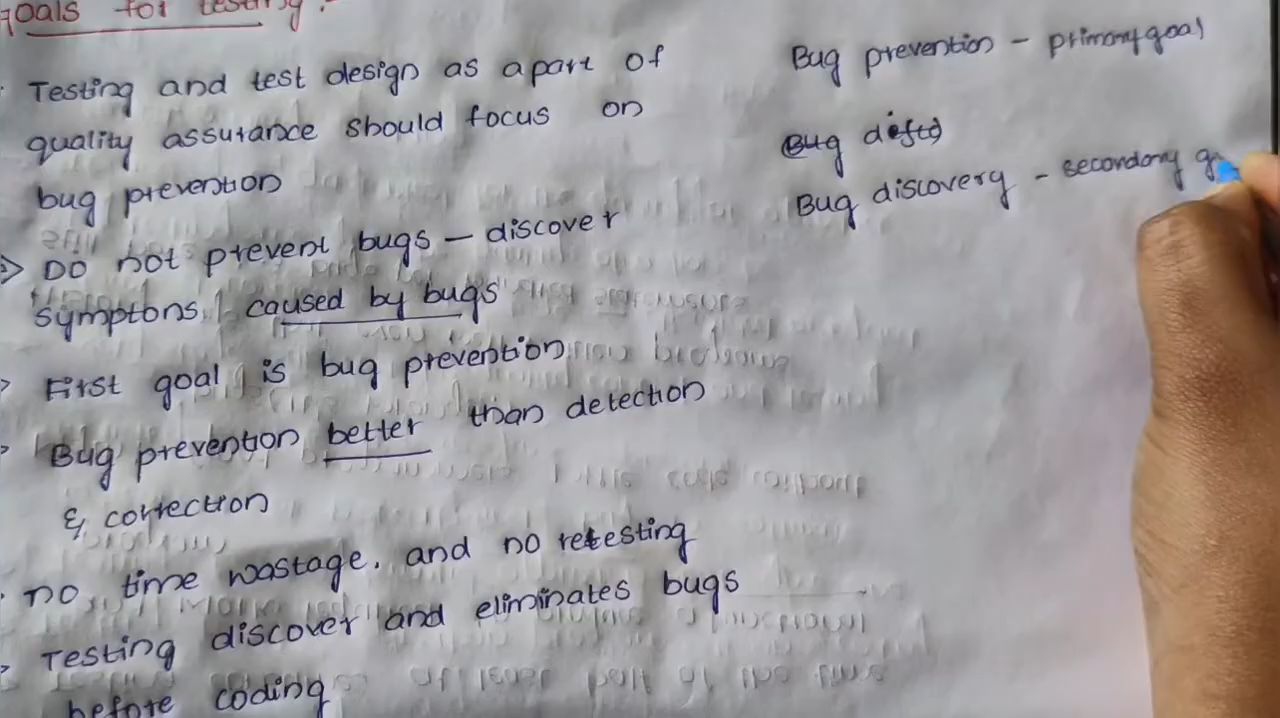 goals for testing :-
Testing and test design as a part of
quality assurance should focus on
bug prevention
Do not prevent bugs - discover
symptons caused by bugs
First goal is bug prevention
Bug prevention better than detection
& correction
no time wastage. and no retesting
Testing discover and eliminates bugs
before coding
Bug prevention - primary goal
Bug
Bug discovery - secondary g